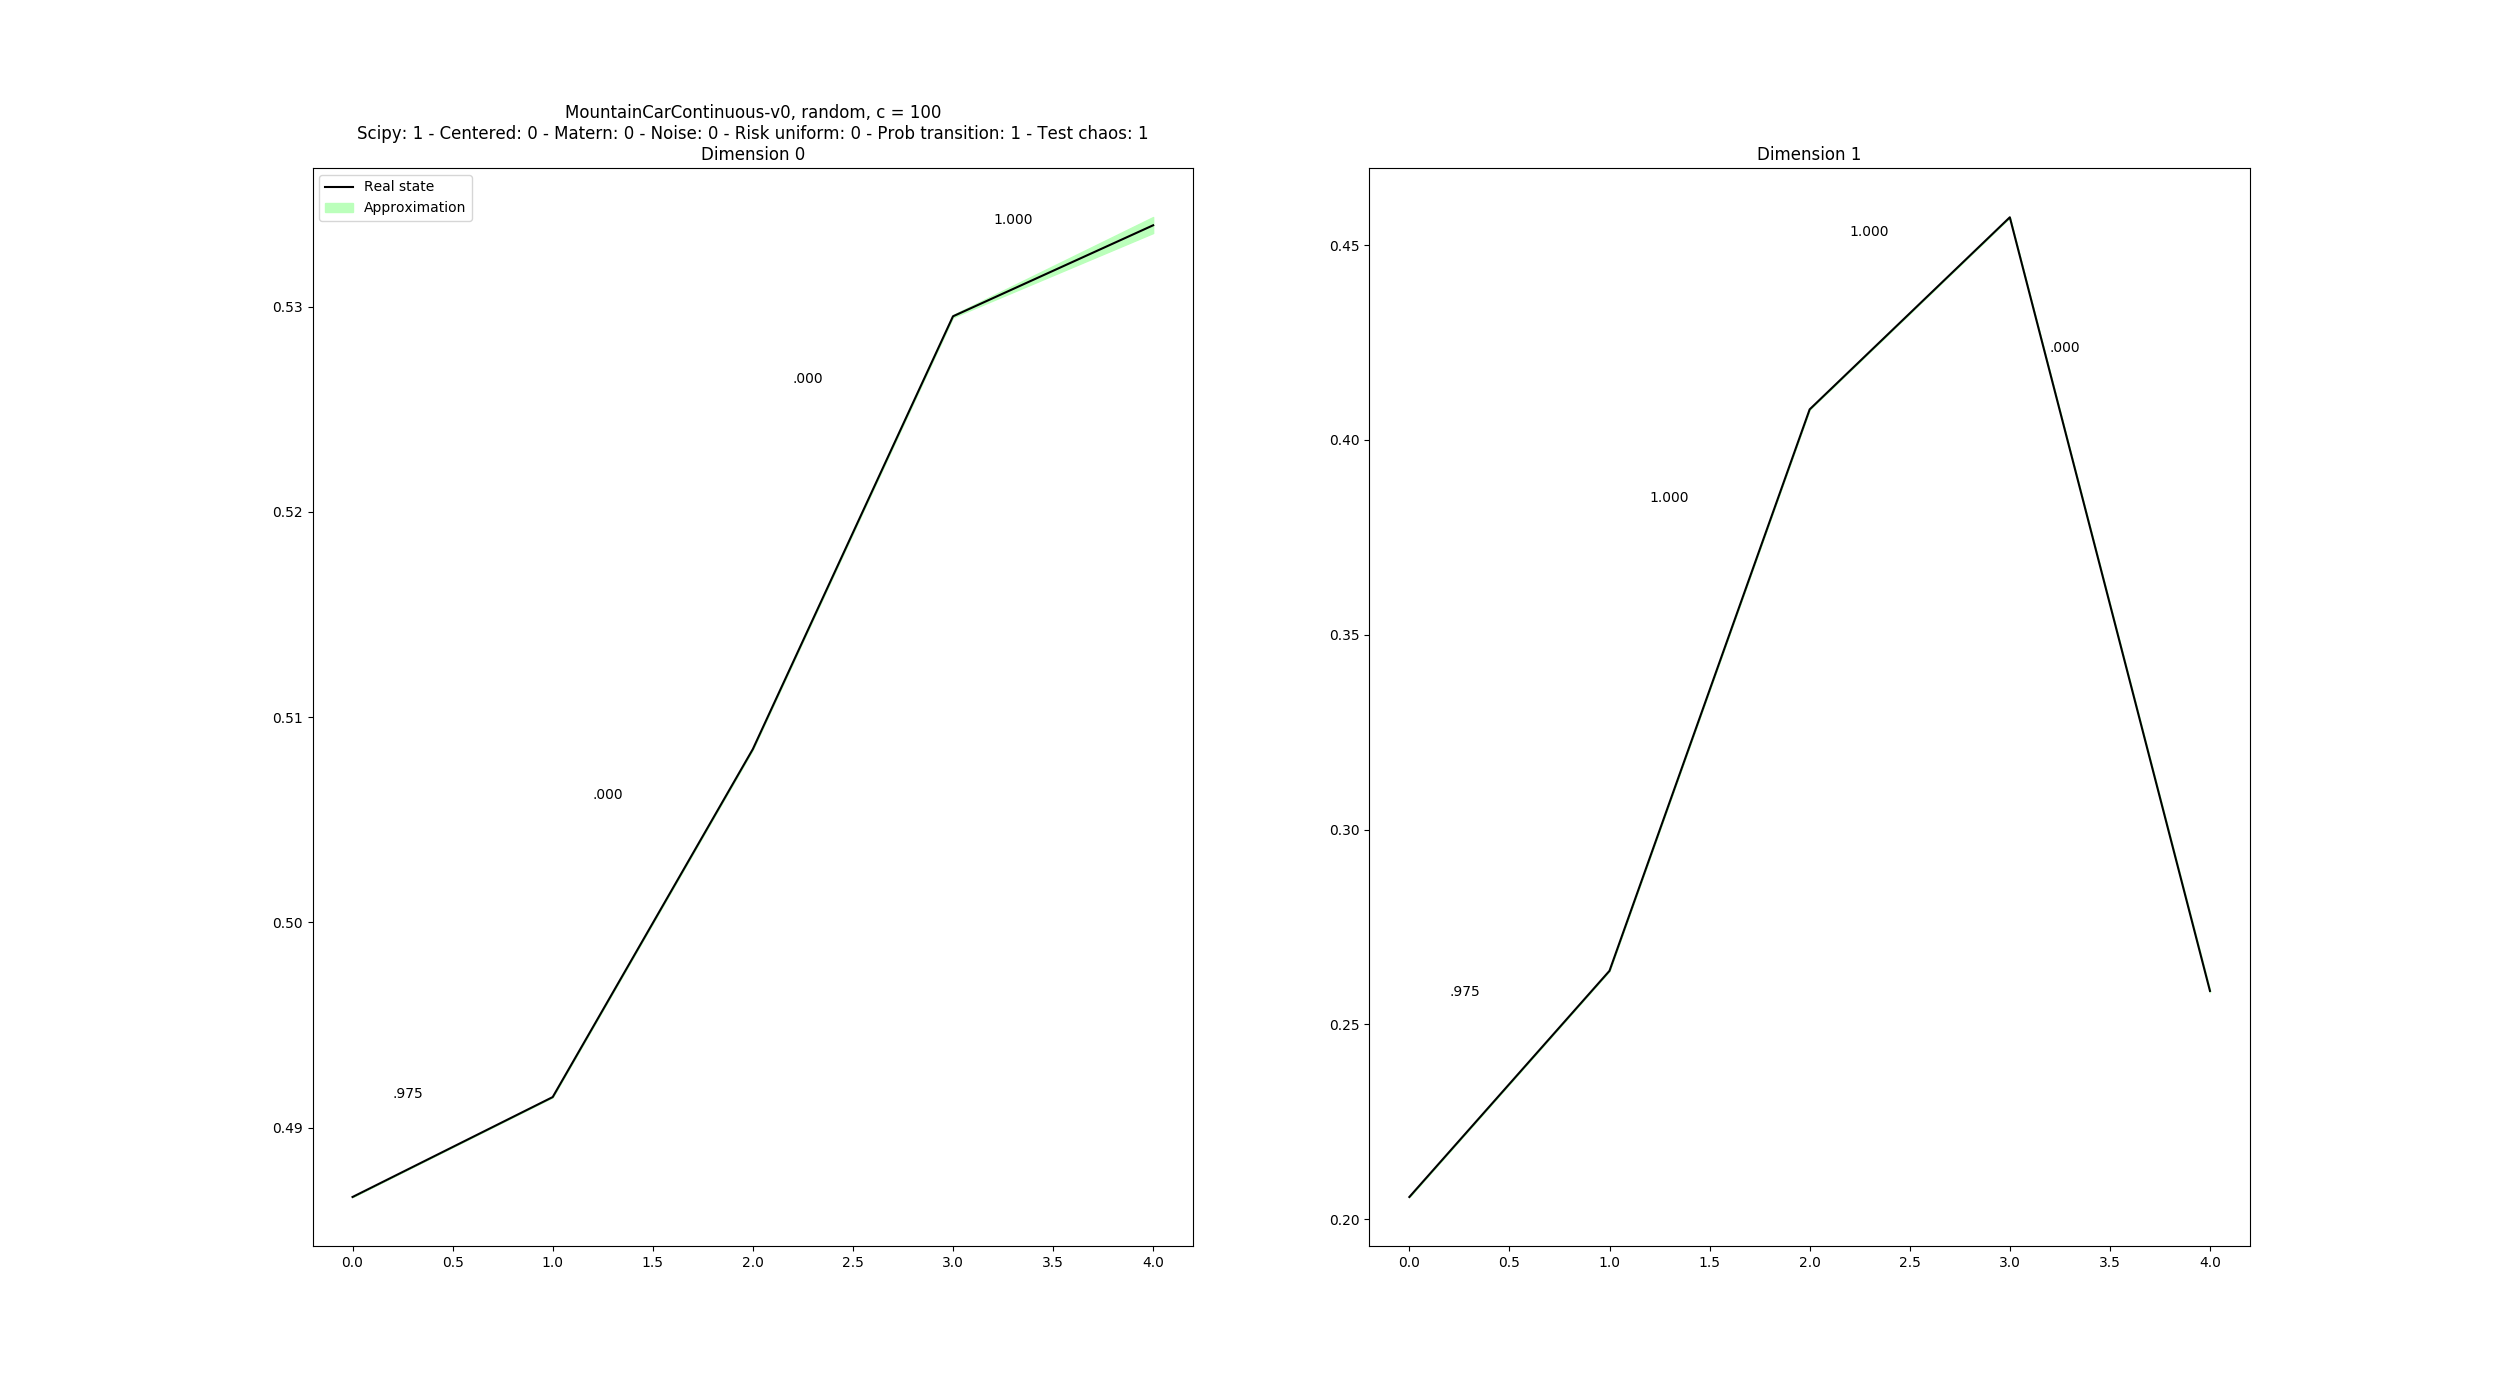 MountainCarContinuous-v0, random, c = 100
Scipy: 1 - Centered: 0 - Matern: 0 - Noise: 0 - Risk uniform: 0 - Prob transition: 1 - Test chaos: 1
Dimension 0
Real state
Approximation
1.000
.000
.000
.975
0.53
0.52
0.51
0.50
0.49
0.0 0.5 1.0 1.5 2.0 2.5 3.0 3.5 4.0
Dimension 1
1.000
.000
1.000
.975
0.45
0.40
0.35
0.30
0.25
0.20
0.0 0.5 1.0 1.5 2.0 2.5 3.0 3.5 4.0